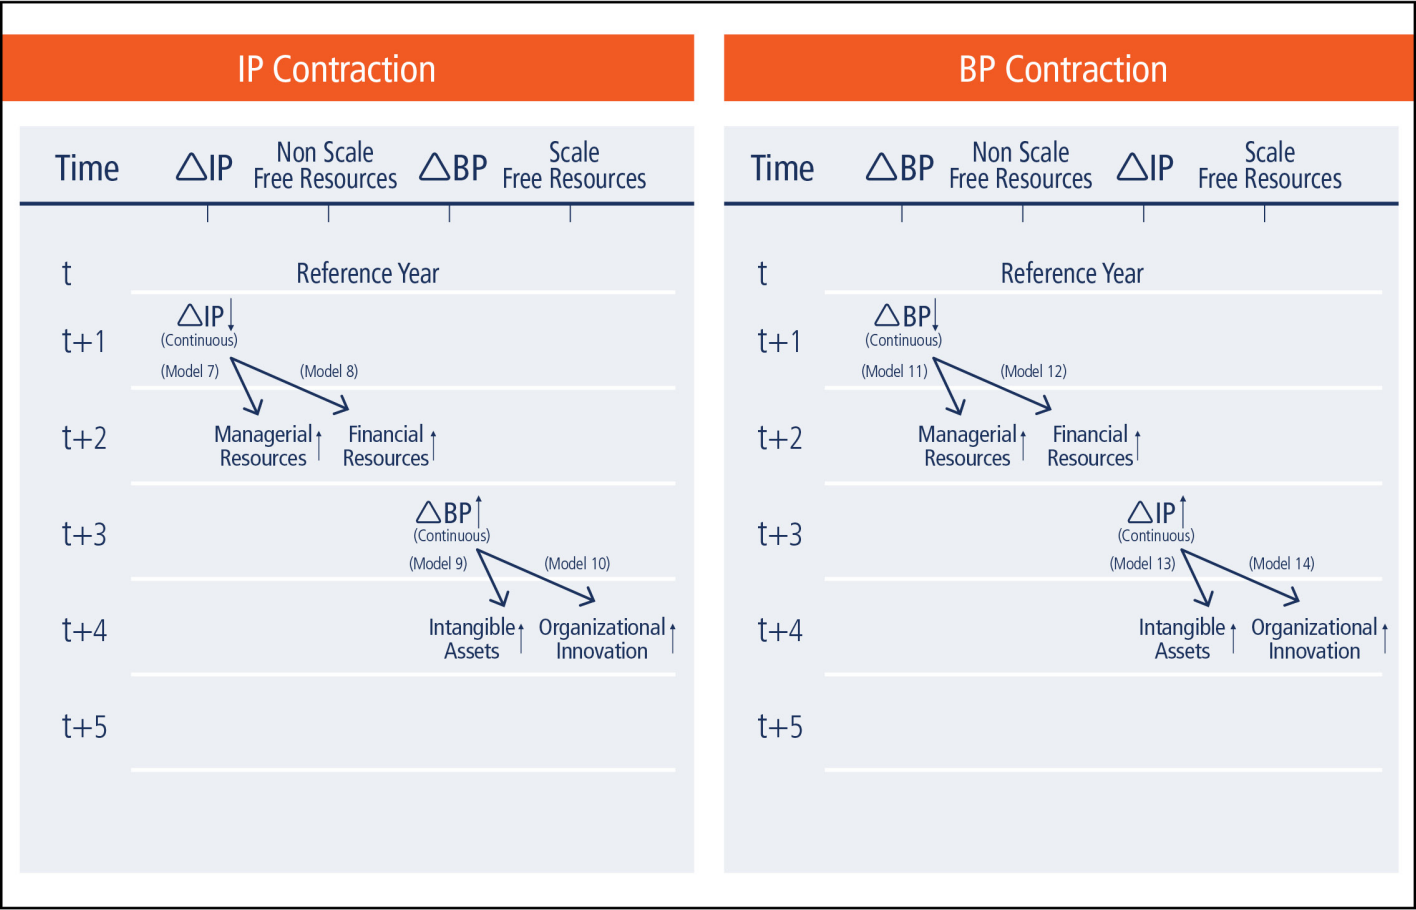 IP Contraction
Time △IP Non Scale Free Resources △BP Scale Free Resources
t Reference Year
t+1
△IP↓
(Continuous)
(Model 7) (Model 8)
t+2
Managerial Resources↑ Financial Resources↑
t+3
△BP↑
(Continuous)
(Model 9) (Model 10)
t+4
Intangible Assets↑ Organizational Innovation↑
t+5
BP Contraction
Time △BP Non Scale Free Resources △IP Scale Free Resources
t Reference Year
t+1
△BP↓
(Continuous)
(Model 11) (Model 12)
t+2
Managerial Resources↑ Financial Resources↑
t+3
△IP↑
(Continuous)
(Model 13) (Model 14)
t+4
Intangible Assets↑ Organizational Innovation↑
t+5